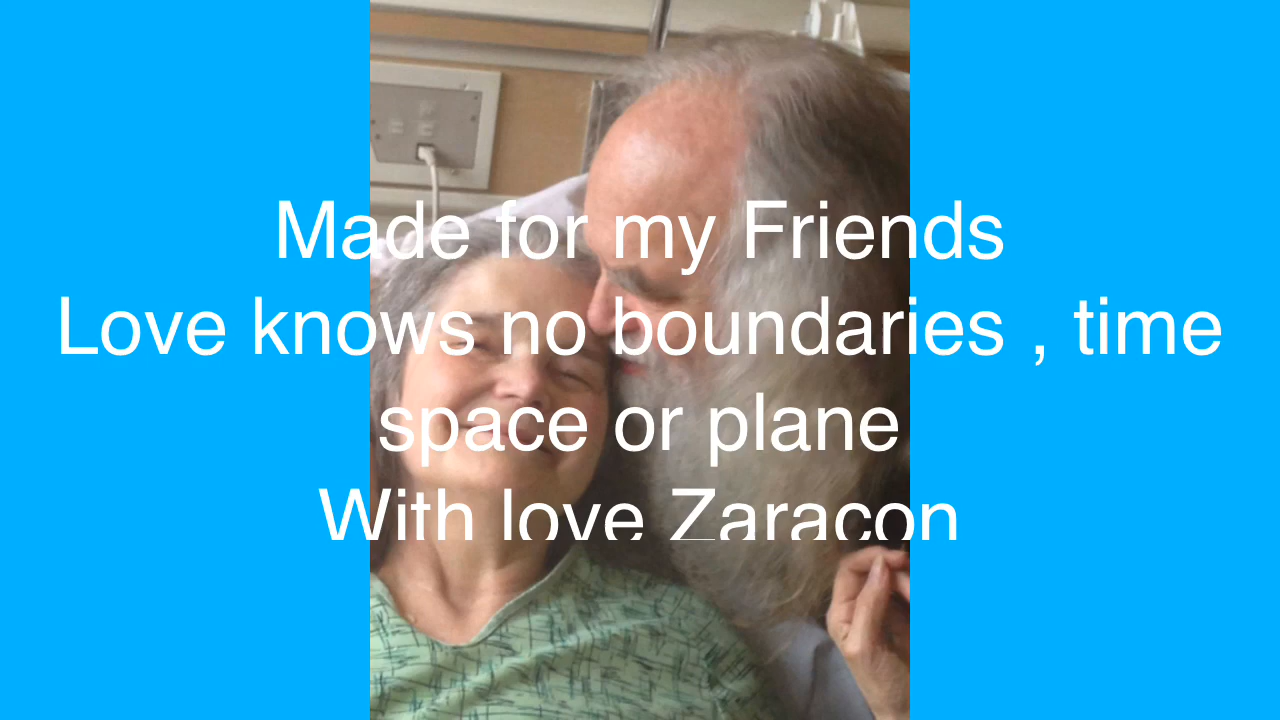 Made for my Friends
Love knows no boundaries , time
space or plane
With love Zaracon